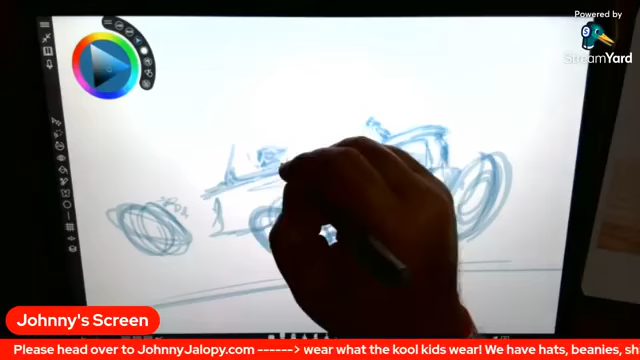 Powered by
StreamYard
Johnny's Screen
Please head over to JohnnyJalopy.com ------> wear what the kool kids wear! We have hats, beanies, sh